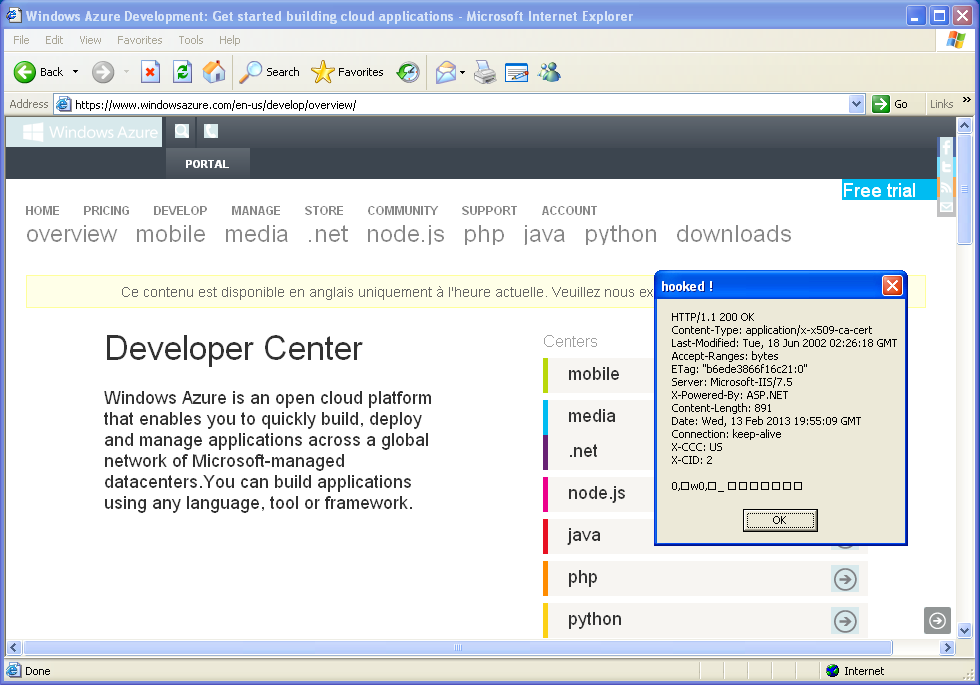 Windows Azure Development: Get started building cloud applications - Microsoft Internet Explorer
File Edit View Favorites Tools Help
Back Search Favorites
Address https://www.windowsazure.com/en-us/develop/overview/ Go Links »
Windows Azure
PORTAL
Free trial
HOME PRICING DEVELOP MANAGE STORE COMMUNITY SUPPORT ACCOUNT
overview mobile media .net node.js php java python downloads
Ce contenu est disponible en anglais uniquement à l'heure actuelle. Veuillez nous ex
Developer Center
Windows Azure is an open cloud platform
that enables you to quickly build, deploy
and manage applications across a global
network of Microsoft-managed
datacenters.You can build applications
using any language, tool or framework.
Centers
mobile
media
.net
node.js
java
php
python
hooked !
HTTP/1.1 200 OK
Content-Type: application/x-x509-ca-cert
Last-Modified: Tue, 18 Jun 2002 02:26:18 GMT
Accept-Ranges: bytes
ETag: "b6ede3866f16c21:0"
Server: Microsoft-IIS/7.5
X-Powered-By: ASP.NET
Content-Length: 891
Date: Wed, 13 Feb 2013 19:55:09 GMT
Connection: keep-alive
X-CCC: US
X-CID: 2
0,□w0,□_ □□□□□□□
OK
Done Internet